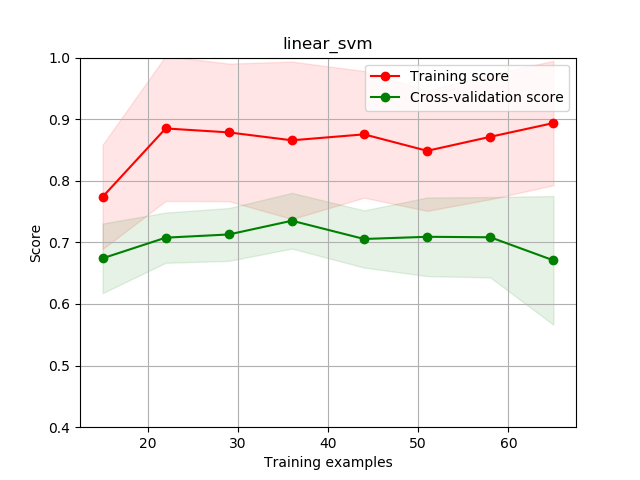 linear_svm
Training score
Cross-validation score
1.0
0.9
0.8
0.7
0.6
0.5
0.4
Score
20
30
40
50
60
Training examples